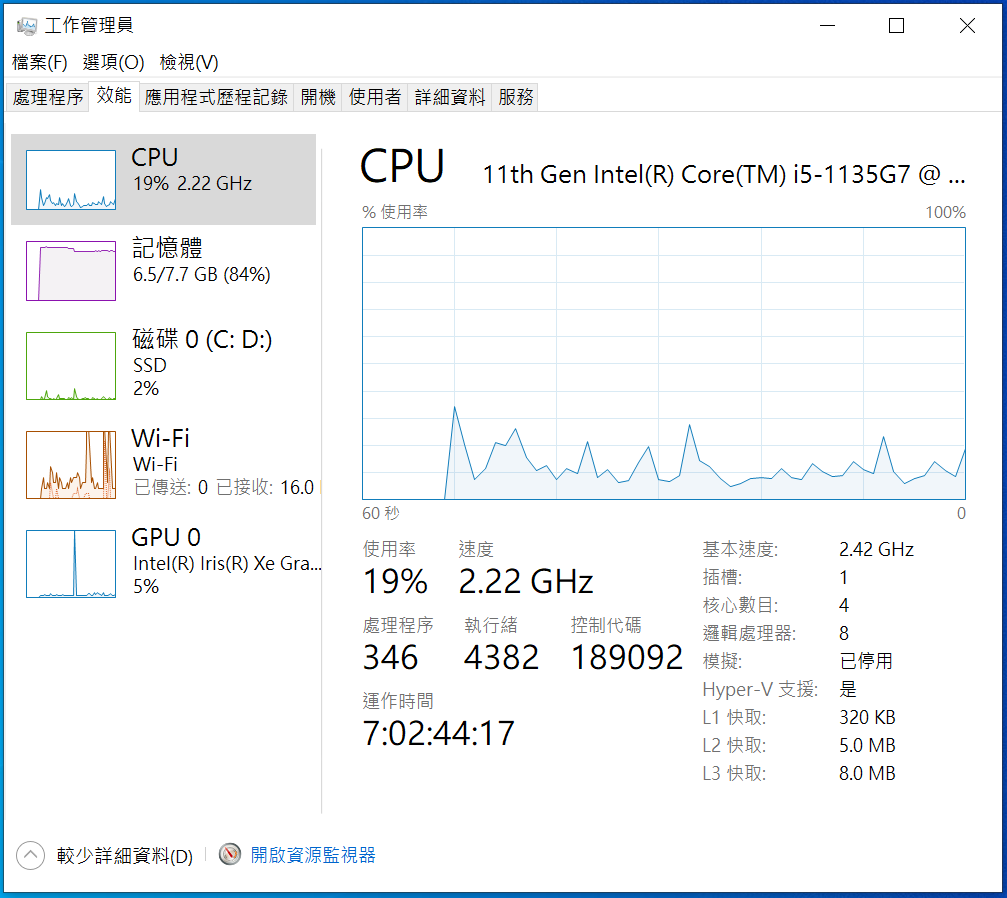 工作管理員
檔案(F) 選項(O) 檢視(V)
處理程序 效能 應用程式歷程記錄 開機 使用者 詳細資料 服務
CPU
19% 2.22 GHz
記憶體
6.5/7.7 GB (84%)
磁碟 0 (C: D:)
SSD
2%
Wi-Fi
Wi-Fi
已傳送: 0 已接收: 16.0
GPU 0
Intel(R) Iris(R) Xe Gra...
5%
CPU 11th Gen Intel(R) Core(TM) i5-1135G7 @ ...
% 使用率 100%
60 秒 0
使用率 速度
19% 2.22 GHz
處理程序 執行緒 控制代碼
346 4382 189092
運作時間
7:02:44:17
基本速度: 2.42 GHz
插槽: 1
核心數目: 4
邏輯處理器: 8
模擬: 已停用
Hyper-V 支援: 是
L1 快取: 320 KB
L2 快取: 5.0 MB
L3 快取: 8.0 MB
較少詳細資料(D) 開啟資源監視器